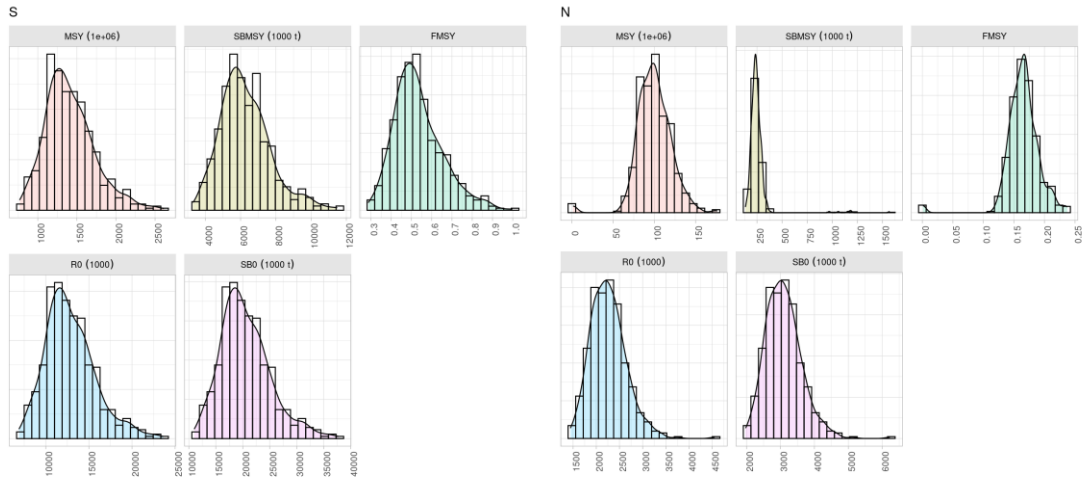 S
MSY (1e+06) SBMSY (1000 t) FMSY
1000 1500 2000 2500 4000 6000 8000 10000 12000 0.3 0.4 0.5 0.6 0.7 0.8 0.9 1.0
R0 (1000) SB0 (1000 t)
10000 15000 20000 25000 10000 20000 30000 40000
N
MSY (1e+06) SBMSY (1000 t) FMSY
0 50 100 150 250 500 750 1000 1250 1500 0.00 0.05 0.10 0.15 0.20 0.25
R0 (1000) SB0 (1000 t)
1500 2000 2500 3000 3500 4000 4500 2000 3000 4000 5000 6000